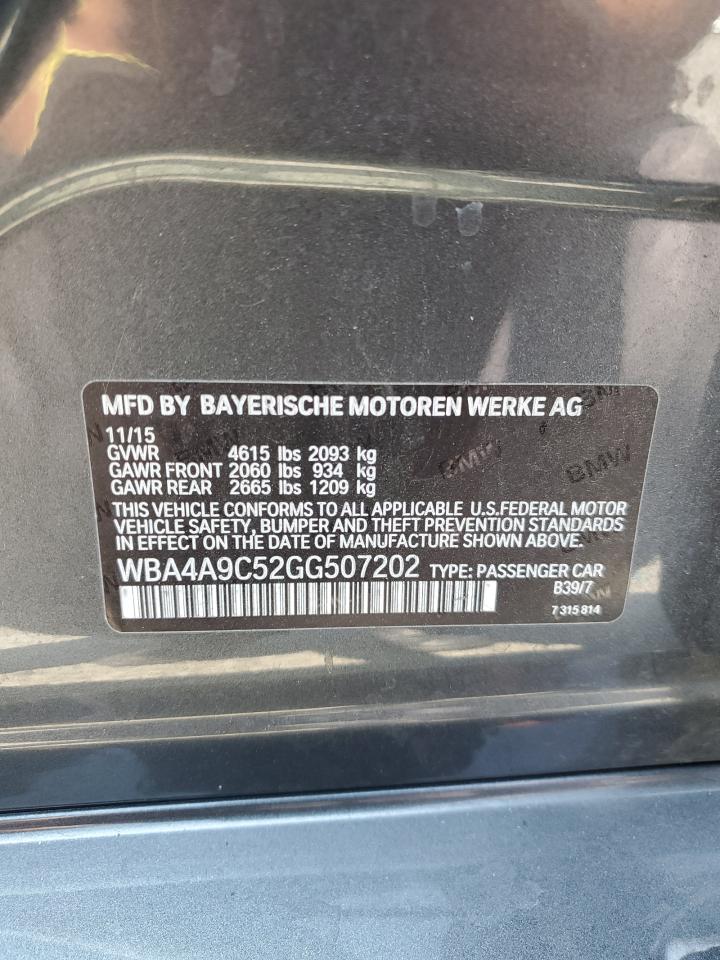 MFD BY BAYERISCHE MOTOREN WERKE AG
11/15
GVWR 4615 lbs 2093 kg
GAWR FRONT 2060 lbs 934 kg
GAWR REAR 2665 lbs 1209 kg
THIS VEHICLE CONFORMS TO ALL APPLICABLE U.S.FEDERAL MOTOR
VEHICLE SAFETY, BUMPER AND THEFT PREVENTION STANDARDS
IN EFFECT ON THE DATE OF MANUFACTURE SHOWN ABOVE.
WBA4A9C52GG507202 TYPE: PASSENGER CAR
B39/7
7 315 814
BMW
BMW